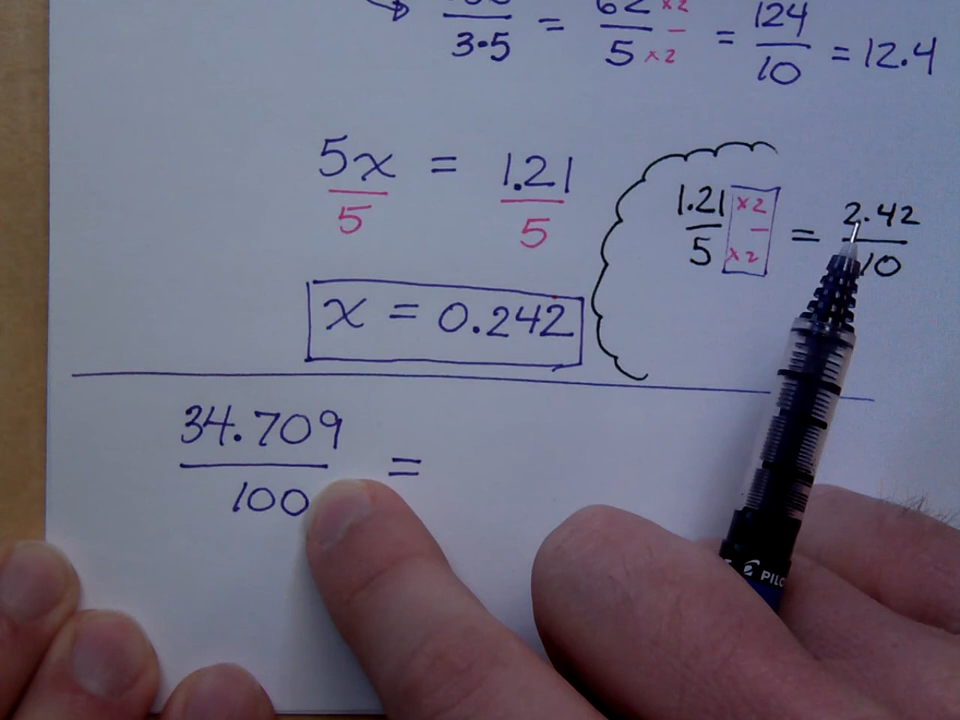 / 3·5 = 62 ×2 / 5 ×2 = 124 / 10 = 12.4
5x / 5 = 1.21 / 5
1.21 ×2 / 5 ×2 = 2.42 / 10
x = 0.242
34.709 / 100 =
PILO